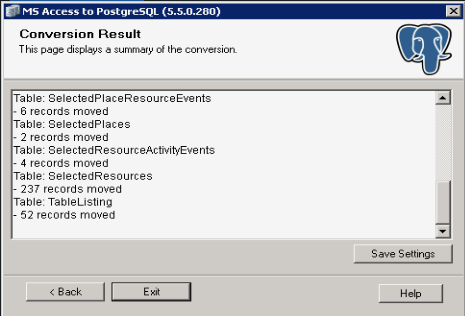 MS Access to PostgreSQL (5.5.0.280)
Conversion Result
This page displays a summary of the conversion.
Table: SelectedPlaceResourceEvents
- 6 records moved
Table: SelectedPlaces
- 2 records moved
Table: SelectedResourceActivityEvents
- 4 records moved
Table: SelectedResources
- 237 records moved
Table: TableListing
- 52 records moved
Save Settings
< Back
Exit
Help